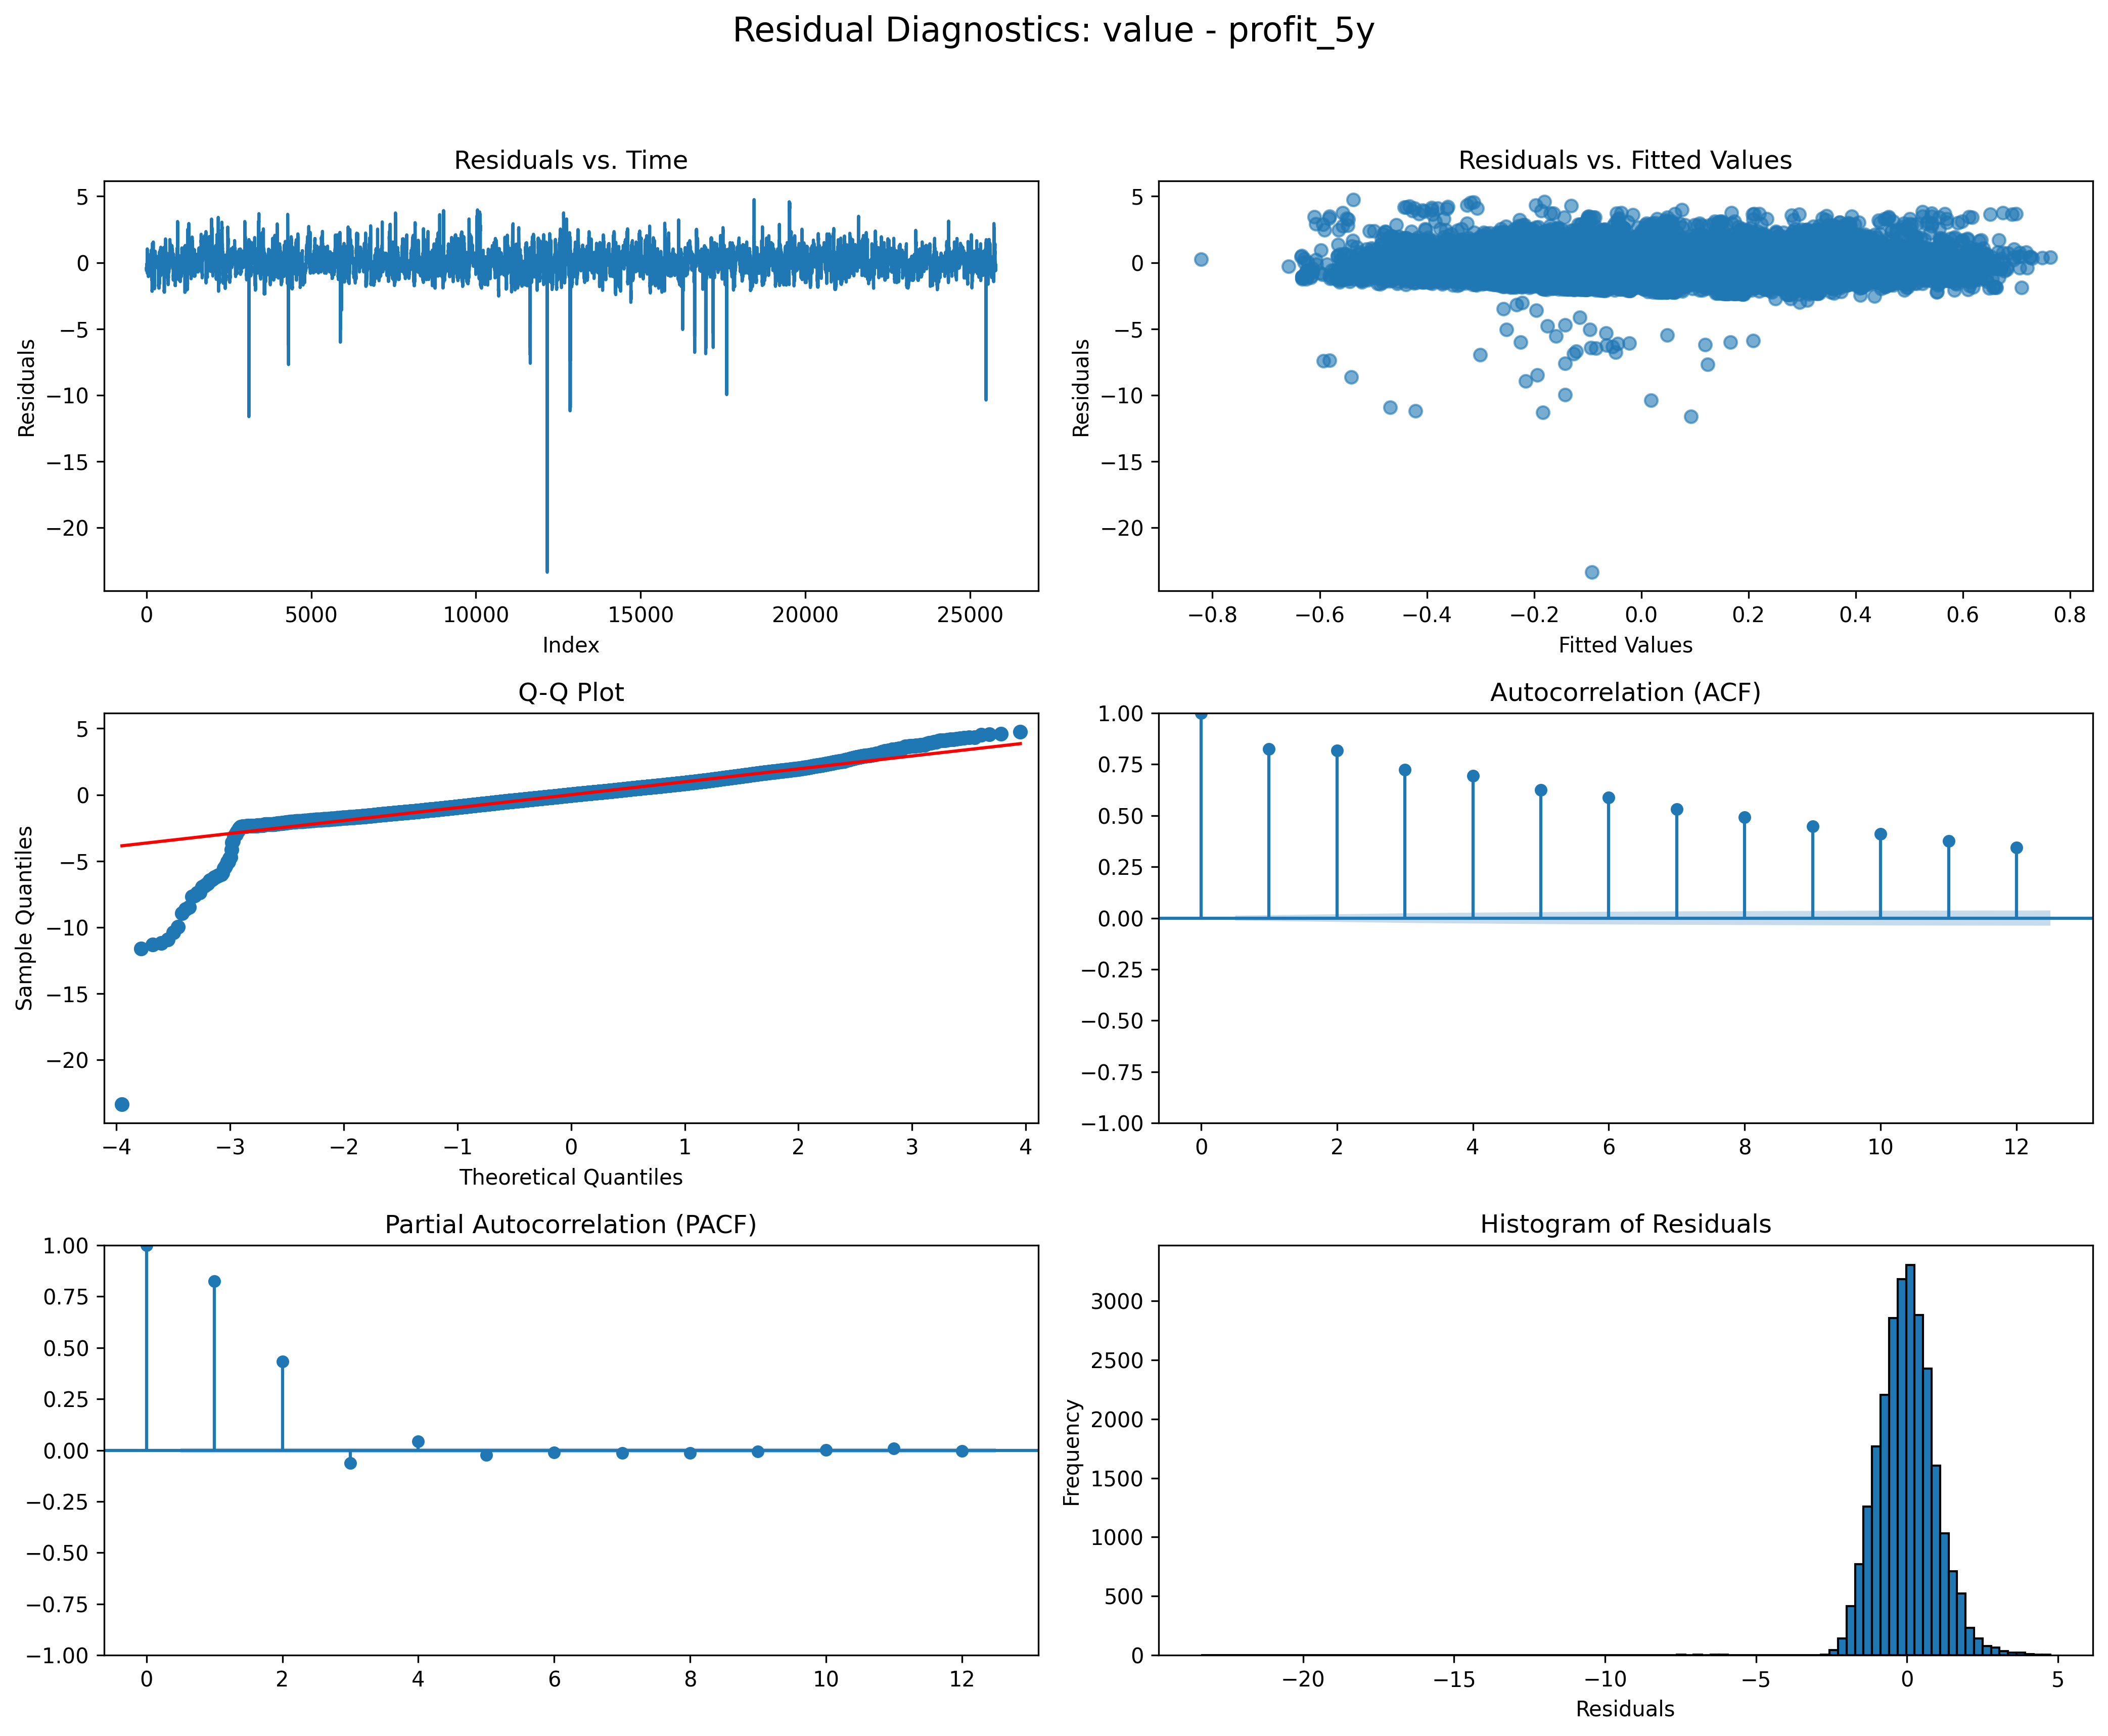 Residual Diagnostics: value - profit_5y
Residuals vs. Time
5
0
−5
−10
−15
−20
Residuals
0 5000 10000 15000 20000 25000
Index
Residuals vs. Fitted Values
5
0
−5
−10
−15
−20
Residuals
−0.8 −0.6 −0.4 −0.2 0.0 0.2 0.4 0.6 0.8
Fitted Values
Q-Q Plot
5
0
−5
−10
−15
−20
Sample Quantiles
−4 −3 −2 −1 0 1 2 3 4
Theoretical Quantiles
Autocorrelation (ACF)
1.00
0.75
0.50
0.25
0.00
−0.25
−0.50
−0.75
−1.00
0 2 4 6 8 10 12
Partial Autocorrelation (PACF)
1.00
0.75
0.50
0.25
0.00
−0.25
−0.50
−0.75
−1.00
0 2 4 6 8 10 12
Histogram of Residuals
3000
2500
2000
1500
1000
500
0
Frequency
−20 −15 −10 −5 0 5
Residuals